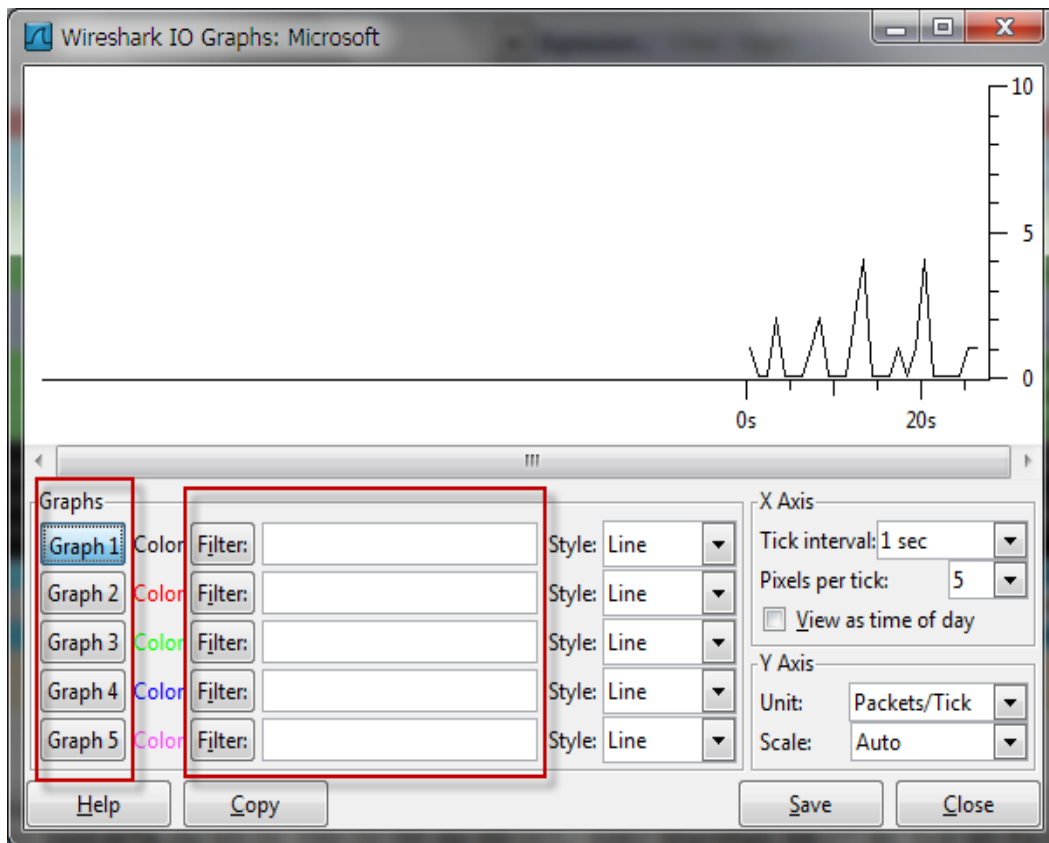 Wireshark IO Graphs: Microsoft
10
5
0
0s 20s
Graphs
Graph 1 Color Filter: Style: Line
Graph 2 Color Filter: Style: Line
Graph 3 Color Filter: Style: Line
Graph 4 Color Filter: Style: Line
Graph 5 Color Filter: Style: Line
X Axis
Tick interval: 1 sec
Pixels per tick: 5
View as time of day
Y Axis
Unit: Packets/Tick
Scale: Auto
Help Copy Save Close